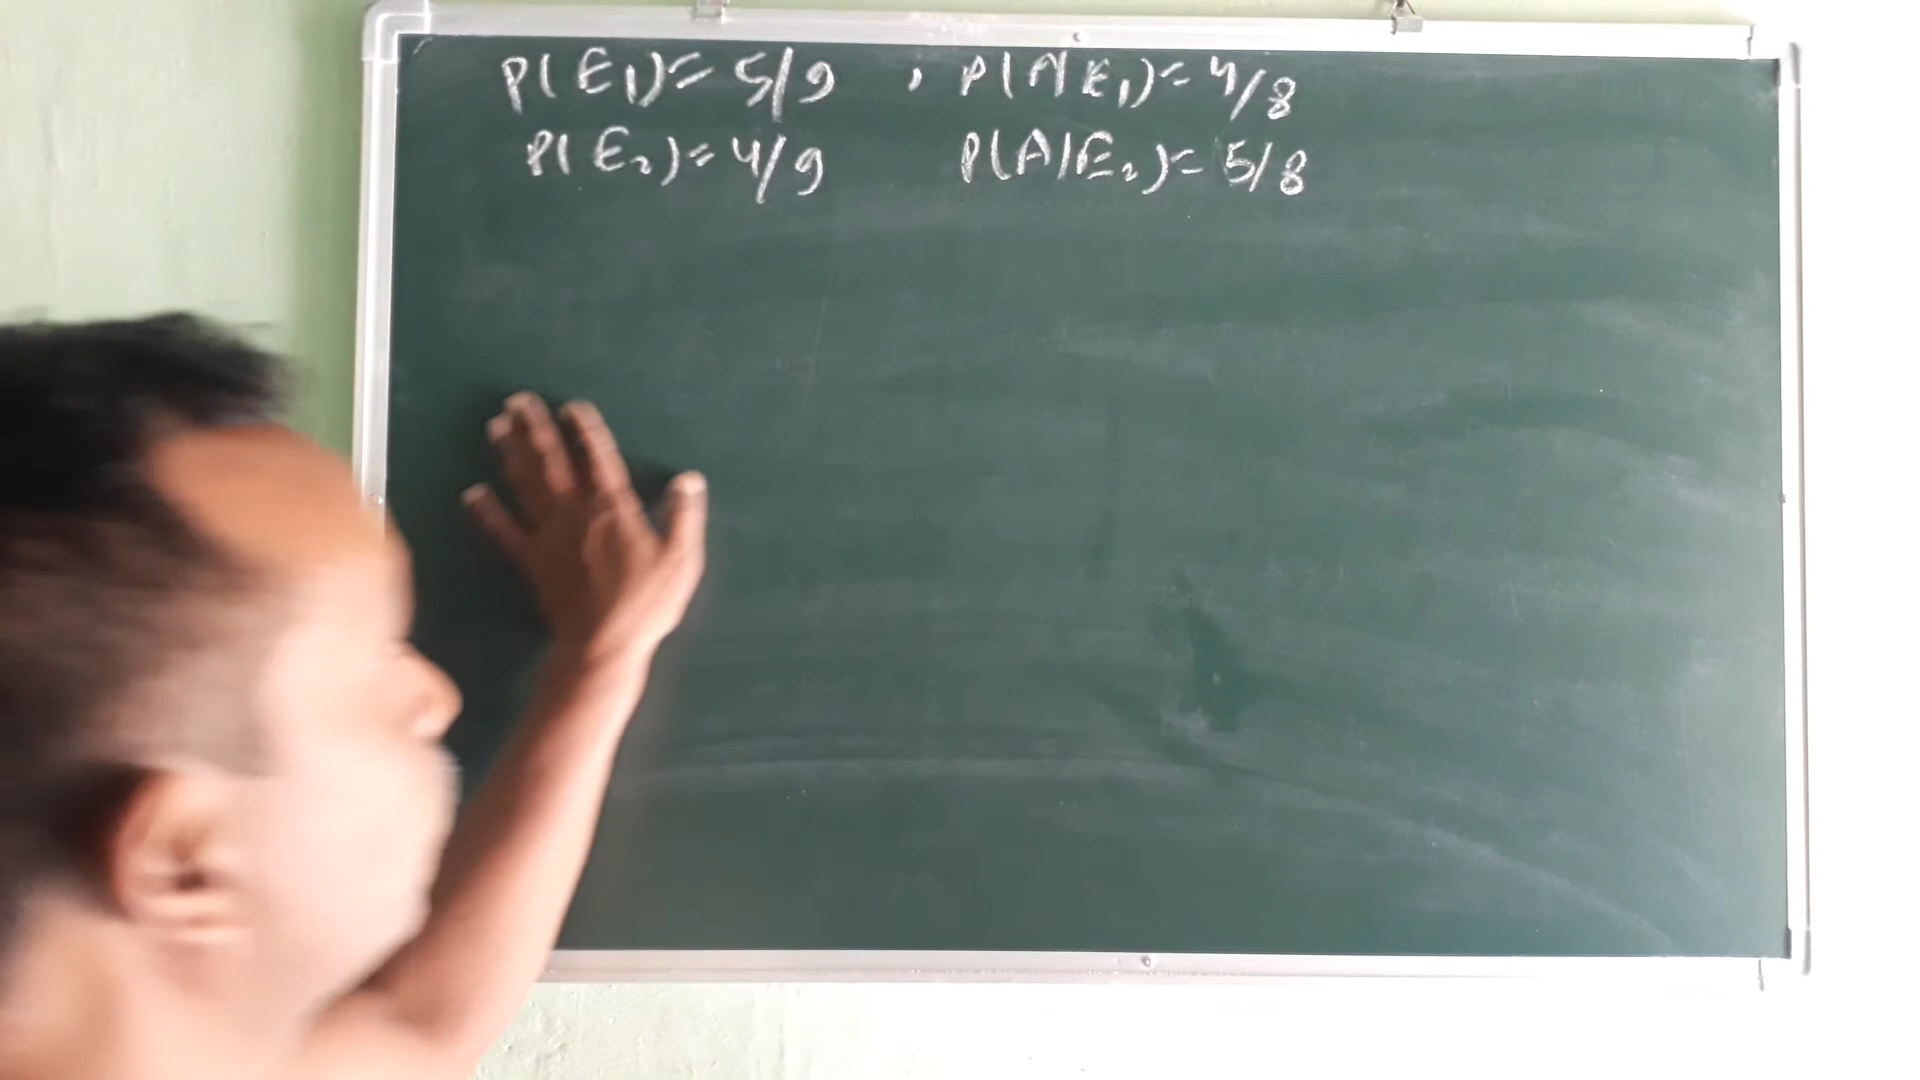 P(E₁)= 5/9 , P(A|E₁)= 4/8
P(E₂)= 4/9 P(A|E₂)= 5/8